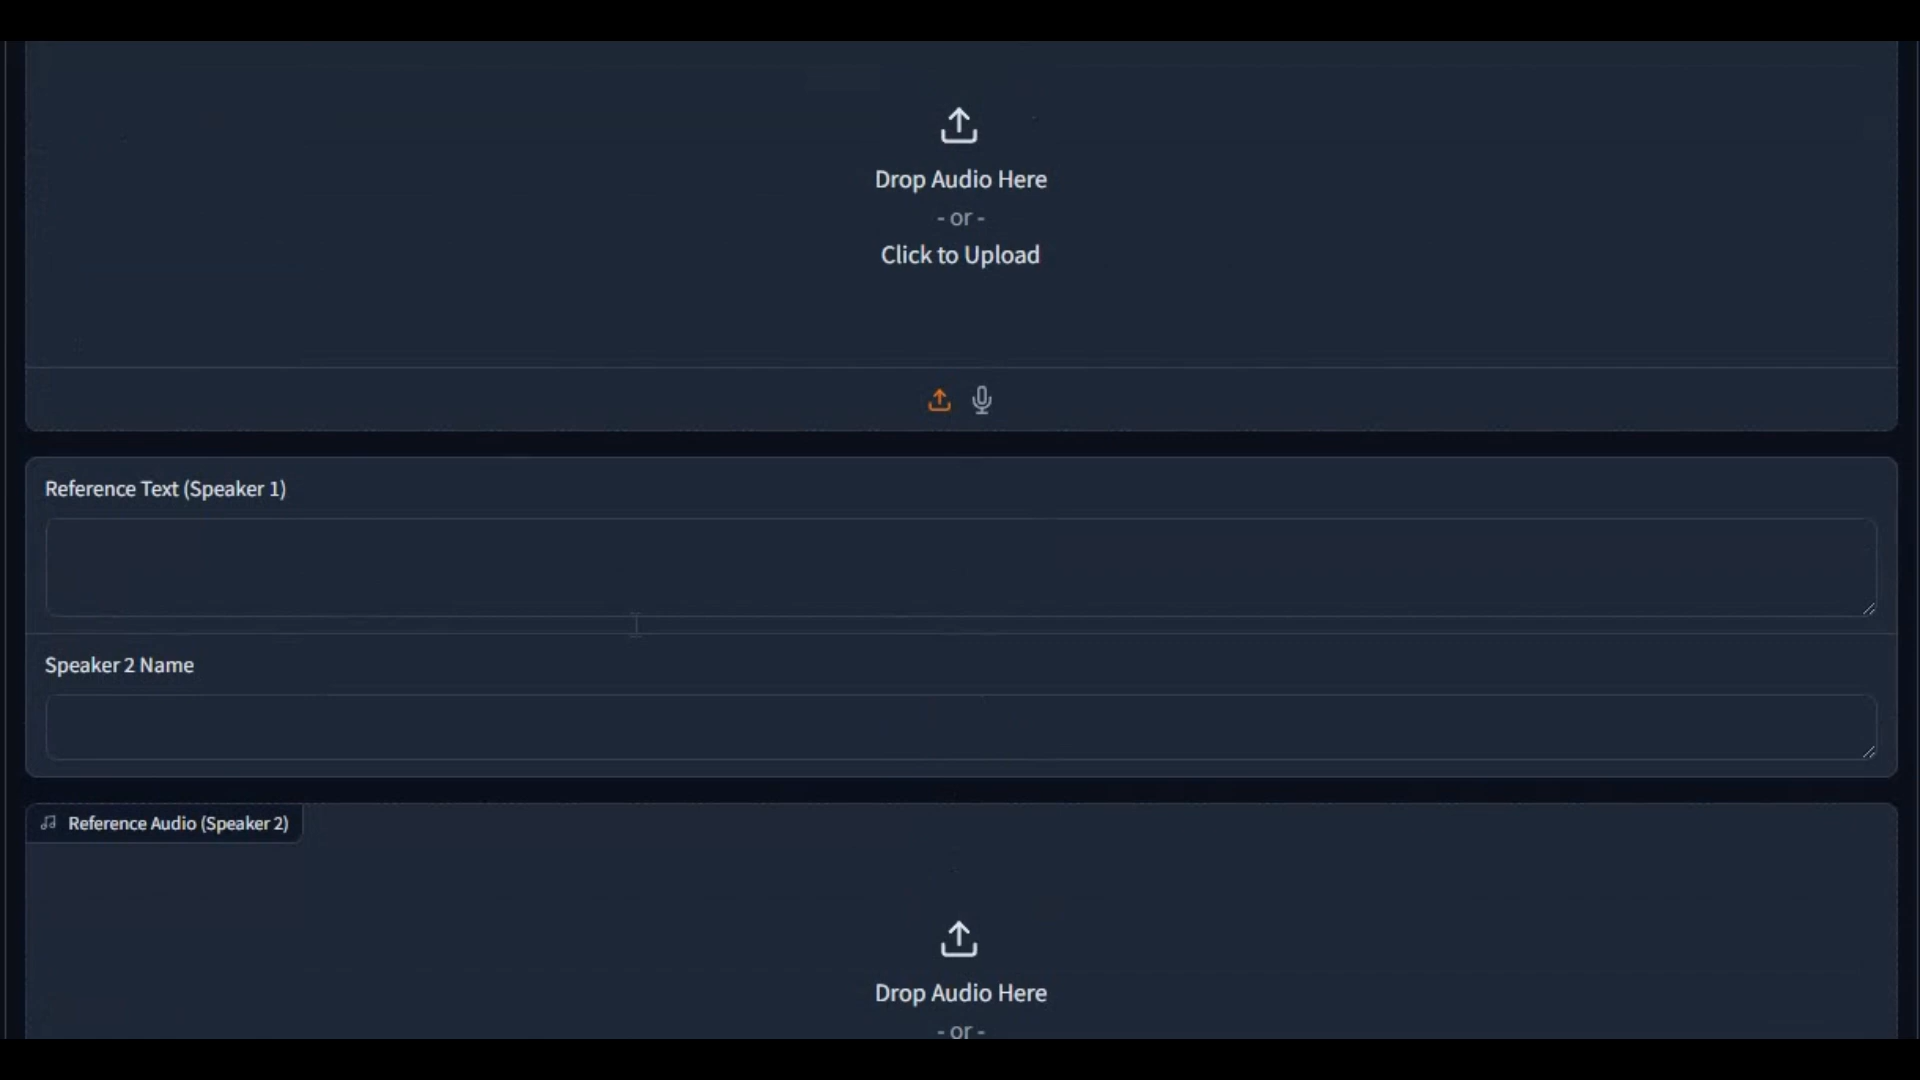 Drop Audio Here
- or -
Click to Upload
Reference Text (Speaker 1)
Speaker 2 Name
Reference Audio (Speaker 2)
Drop Audio Here
- or -